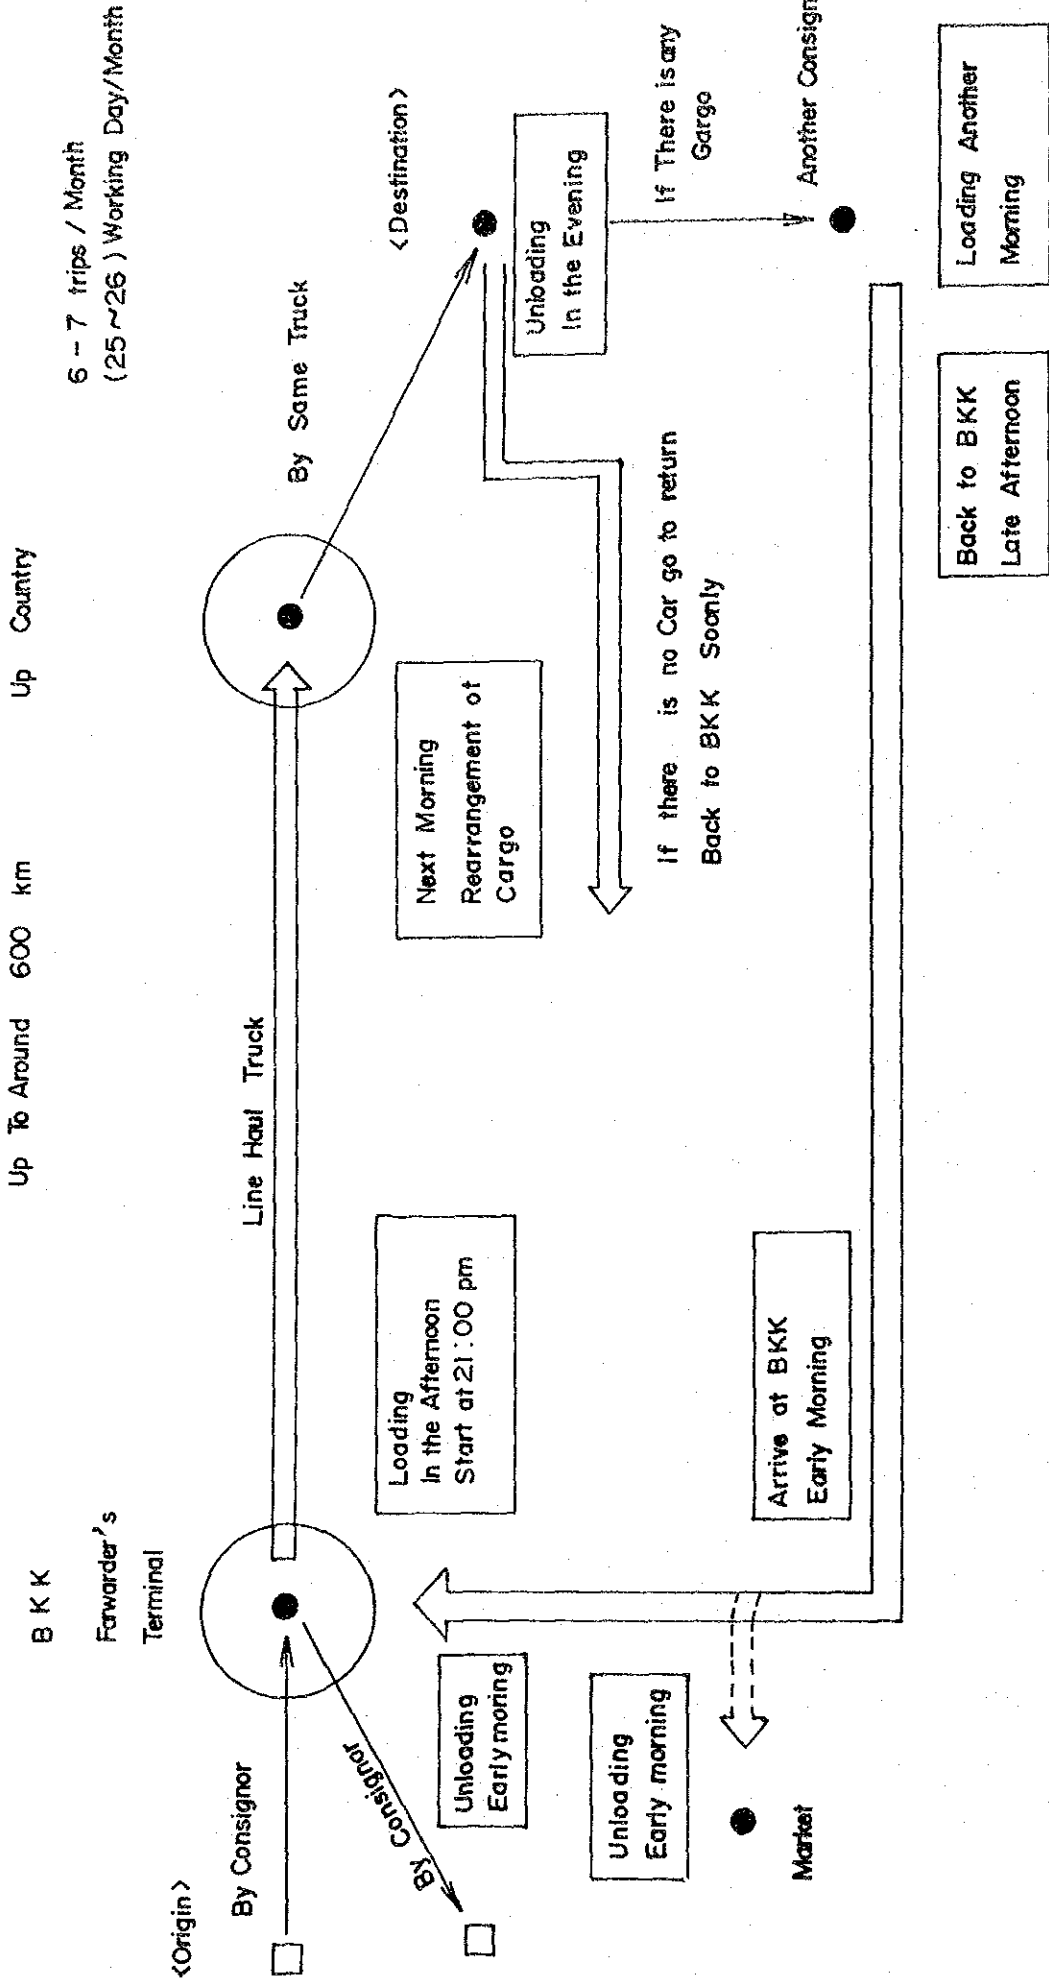 Up To Around 600 km
Up Country
6 - 7 trips / Month
(25~26) Working Day/Month
BKK
Forwarder's
Terminal
<Origin>
By Consignor
Line Haul Truck
By Same Truck
<Destination>
By Consignor
Loading
In the Afternoon
Start at 21:00 pm
Next Morning
Rearrangement of
Cargo
Unloading
In the Evening
Unloading
Early moring
If there is no Car go to return
Back to BKK Soonly
If There is any
Gargo
Unloading
Early morning
Arrive at BKK
Early Morning
Another Consign
Market
Back to BKK
Late Afternoon
Loading Another
Morning